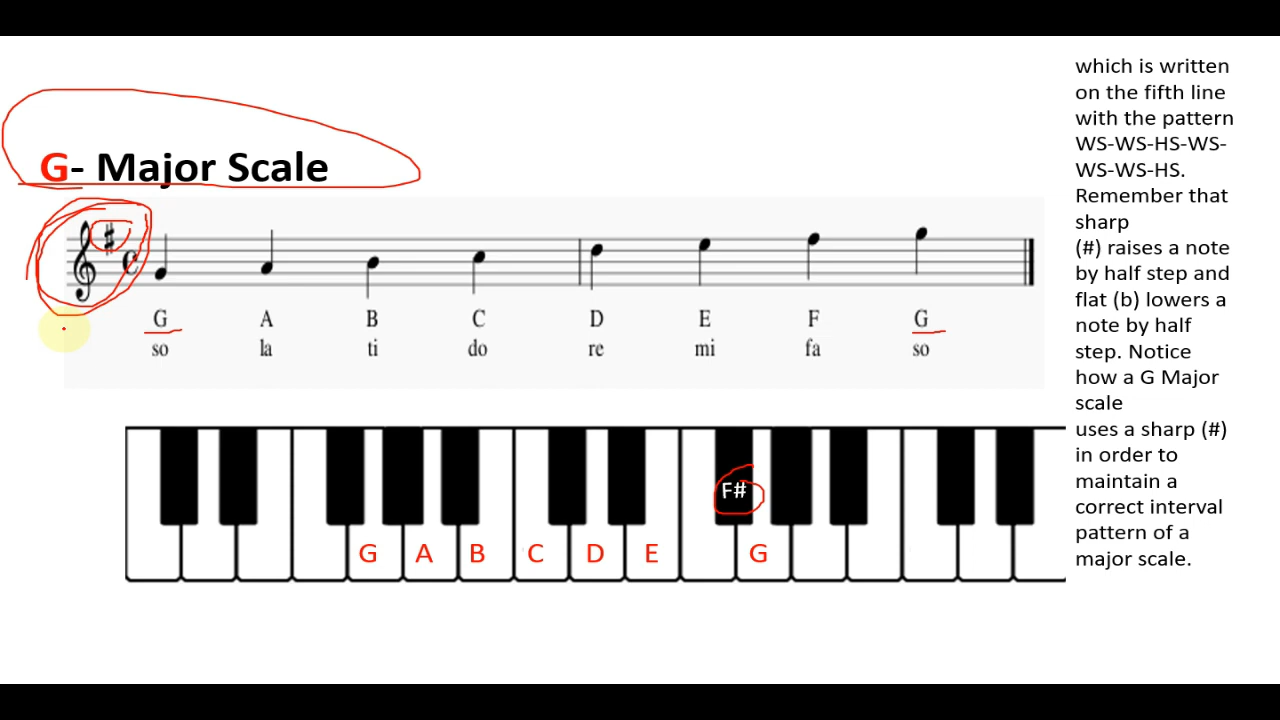 G- Major Scale
G A B C D E F G
so la ti do re mi fa so
F#
G A B C D E G
which is written
on the fifth line
with the pattern
WS-WS-HS-WS-
WS-WS-HS.
Remember that
sharp
(#) raises a note
by half step and
flat (b) lowers a
note by half
step. Notice
how a G Major
scale
uses a sharp (#)
in order to
maintain a
correct interval
pattern of a
major scale.